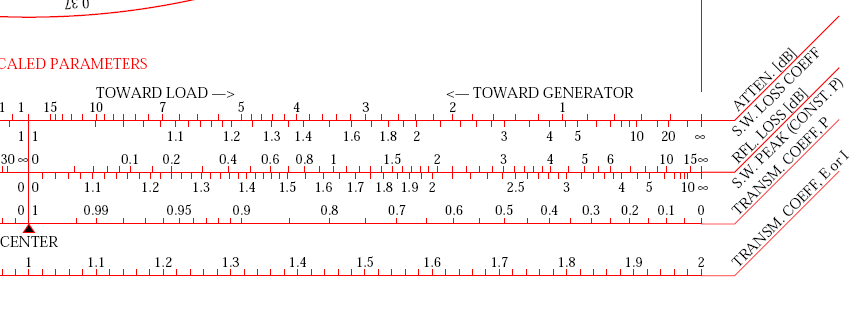 0.37
CALED PARAMETERS
TOWARD LOAD —> <— TOWARD GENERATOR
1 1 15 10 7 5 4 3 2 1 ATTEN. [dB]
1 1 1.1 1.2 1.3 1.4 1.6 1.8 2 3 4 5 10 20 ∞ S.W. LOSS COEFF
30 ∞ 0 0.1 0.2 0.4 0.6 0.8 1 1.5 2 3 4 5 6 10 15 ∞ RFL. LOSS [dB]
0 0 1.1 1.2 1.3 1.4 1.5 1.6 1.7 1.8 1.9 2 2.5 3 4 5 10 ∞ S.W. PEAK (CONST. P)
0 1 0.99 0.95 0.9 0.8 0.7 0.6 0.5 0.4 0.3 0.2 0.1 0 TRANSM. COEFF. P
CENTER
1 1.1 1.2 1.3 1.4 1.5 1.6 1.7 1.8 1.9 2 TRANSM. COEFF. E or I